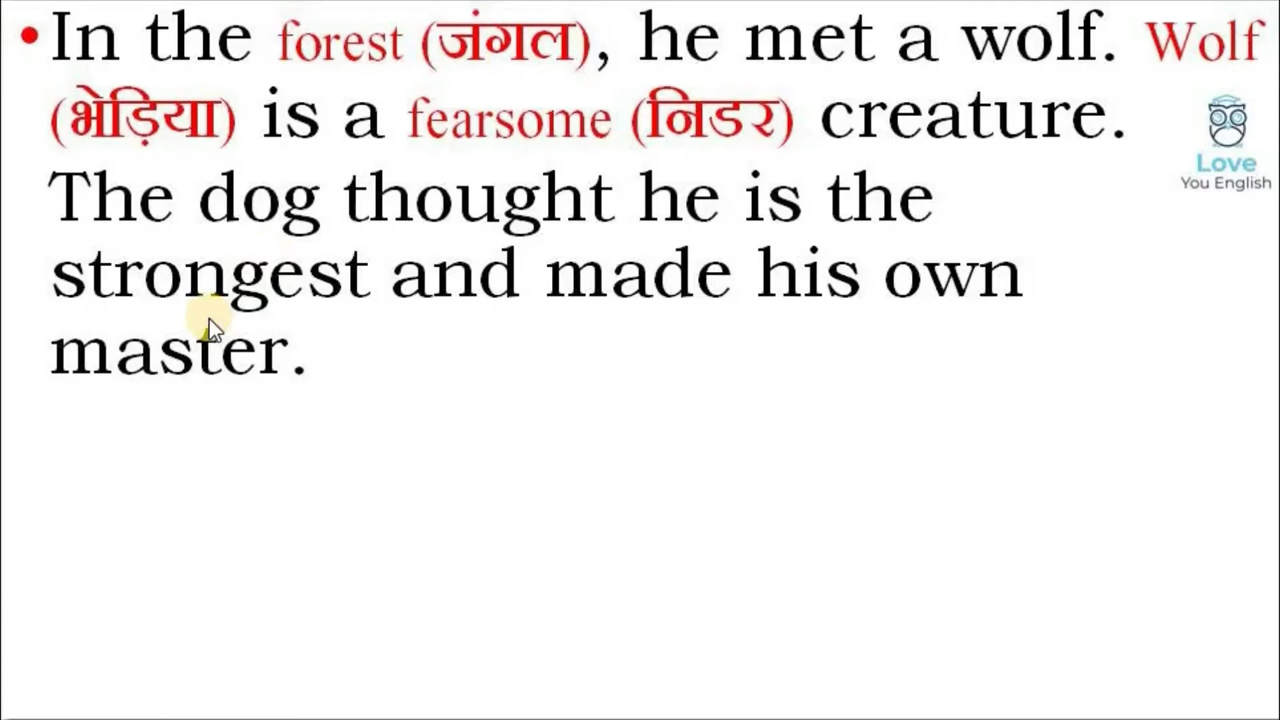 •In the forest (जंगल), he met a wolf. Wolf
(भेड़िया) is a fearsome (निडर) creature.
The dog thought he is the
strongest and made his own
master.
Love
You English